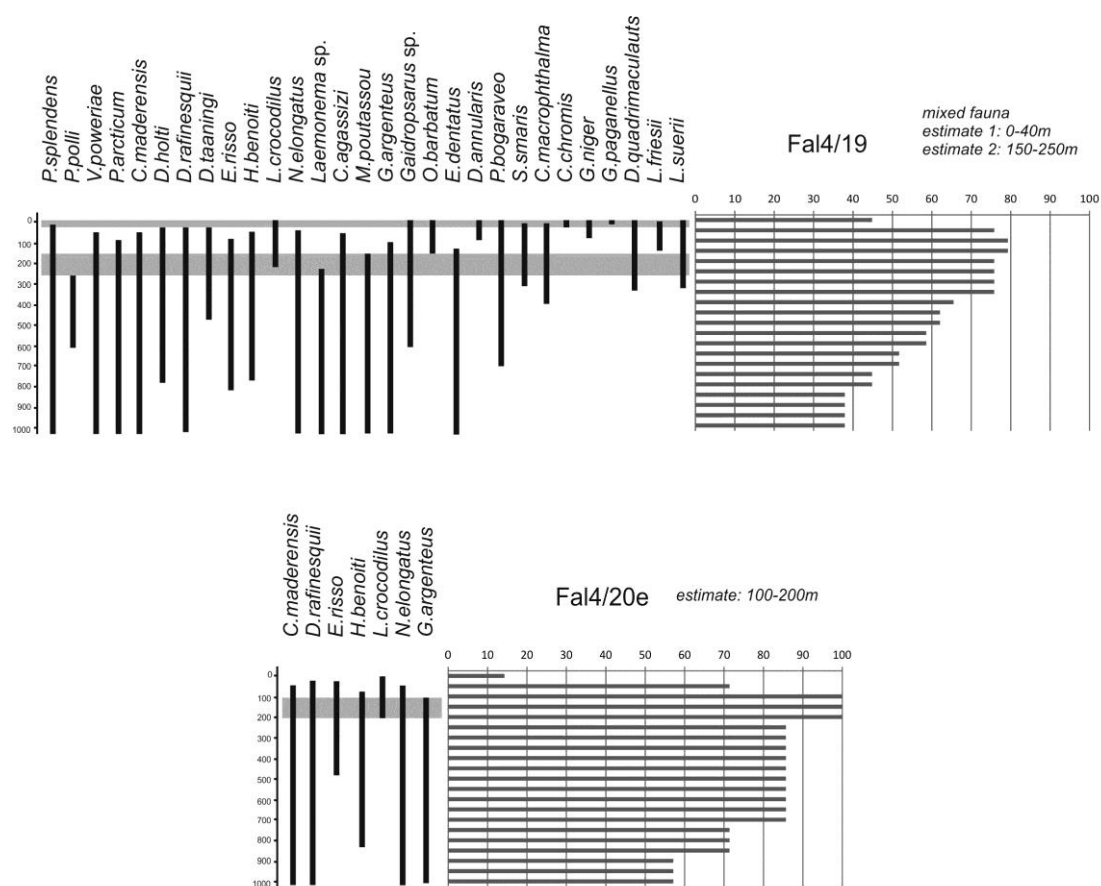 P.splendens
P.polli
V.poweriae
P.arcticum
C.maderensis
D.holti
D.rafinesquii
D.taaningi
E.risso
H.benoiti
L.crocodilus
N.elongatus
Laemonema sp.
C.agassizi
M.poutassou
G.argenteus
Gaidropsarus sp.
O.barbatum
E.dentatus
D.annularis
P.bogaraveo
S.smaris
C.macrophthalma
C.chromis
G.niger
G.paganellus
D.quadrimaculauts
L.friesii
L.suerii
Fal4/19
mixed fauna
estimate 1: 0-40m
estimate 2: 150-250m
0 10 20 30 40 50 60 70 80 90 100
0
100
200
300
400
500
600
700
800
900
1000
C.maderensis
D.rafinesquii
E.risso
H.benoiti
L.crocodilus
N.elongatus
G.argenteus
Fal4/20e
estimate: 100-200m
0 10 20 30 40 50 60 70 80 90 100
0
100
200
300
400
500
600
700
800
900
1000